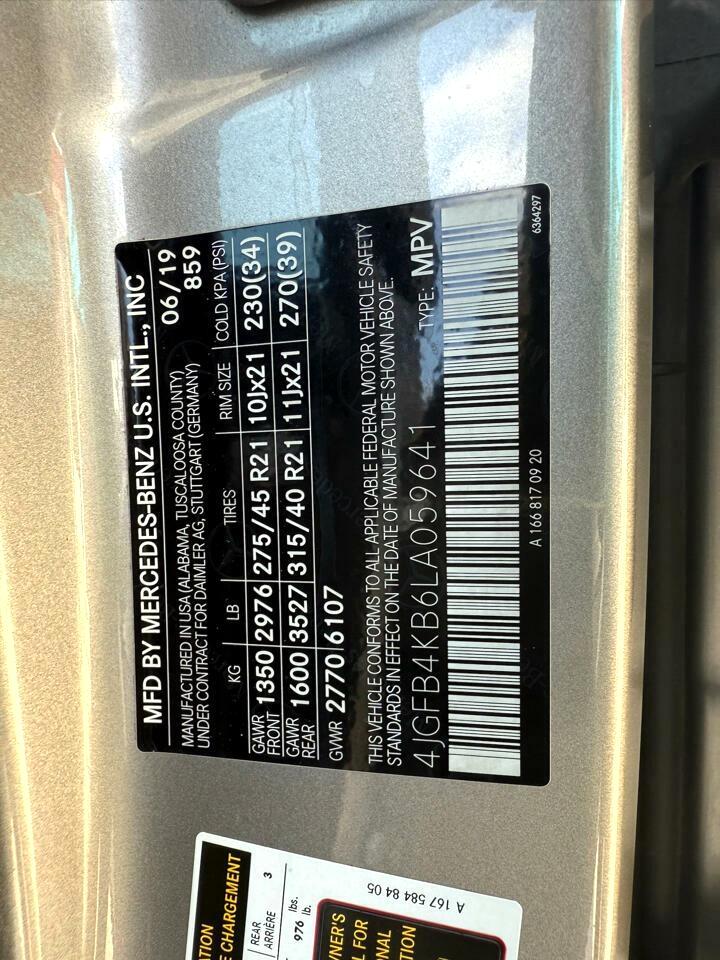 MFD BY MERCEDES-BENZ U.S. INTL., INC
MANUFACTURED IN USA (ALABAMA, TUSCALOOSA COUNTY) 06/19
UNDER CONTRACT FOR DAIMLER AG, STUTTGART (GERMANY) 859
KG LB TIRES RIM SIZE COLD KPA (PSI)
GAWR FRONT 1350 2976 275/45 R21 10Jx21 230(34)
GAWR REAR 1600 3527 315/40 R21 11Jx21 270(39)
GVWR 2770 6107
THIS VEHICLE CONFORMS TO ALL APPLICABLE FEDERAL MOTOR VEHICLE SAFETY
STANDARDS IN EFFECT ON THE DATE OF MANUFACTURE SHOWN ABOVE.
4JGFB4KB6LA059641 TYPE: MPV
A 166 817 09 20 6364297
E CHARGEMENT
REAR
ARRIÈRE 3
976 lbs.
lb.
A 167 584 84 05